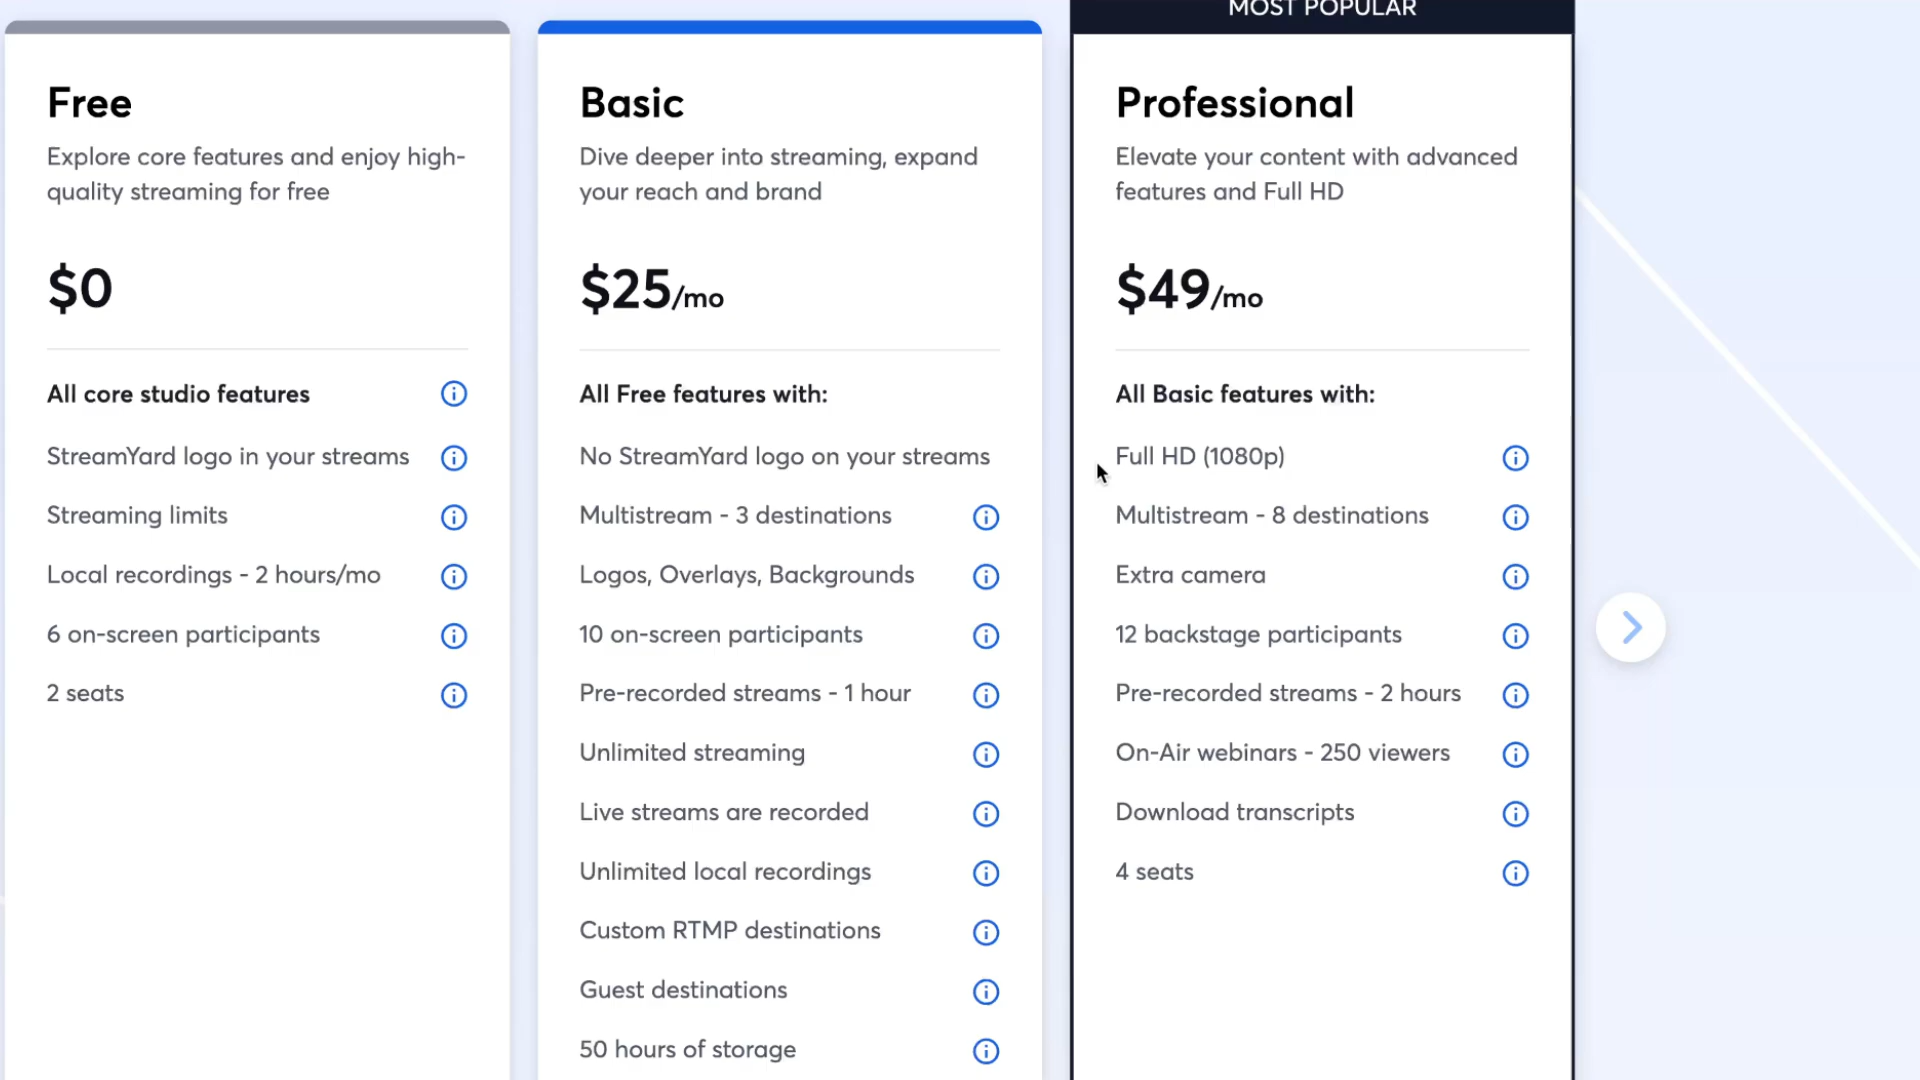 MOST POPULAR
Free
Explore core features and enjoy high-
quality streaming for free
$0
All core studio features
StreamYard logo in your streams
Streaming limits
Local recordings - 2 hours/mo
6 on-screen participants
2 seats
Basic
Dive deeper into streaming, expand
your reach and brand
$25/mo
All Free features with:
No StreamYard logo on your streams
Multistream - 3 destinations
Logos, Overlays, Backgrounds
10 on-screen participants
Pre-recorded streams - 1 hour
Unlimited streaming
Live streams are recorded
Unlimited local recordings
Custom RTMP destinations
Guest destinations
50 hours of storage
Professional
Elevate your content with advanced
features and Full HD
$49/mo
All Basic features with:
Full HD (1080p)
Multistream - 8 destinations
Extra camera
12 backstage participants
Pre-recorded streams - 2 hours
On-Air webinars - 250 viewers
Download transcripts
4 seats